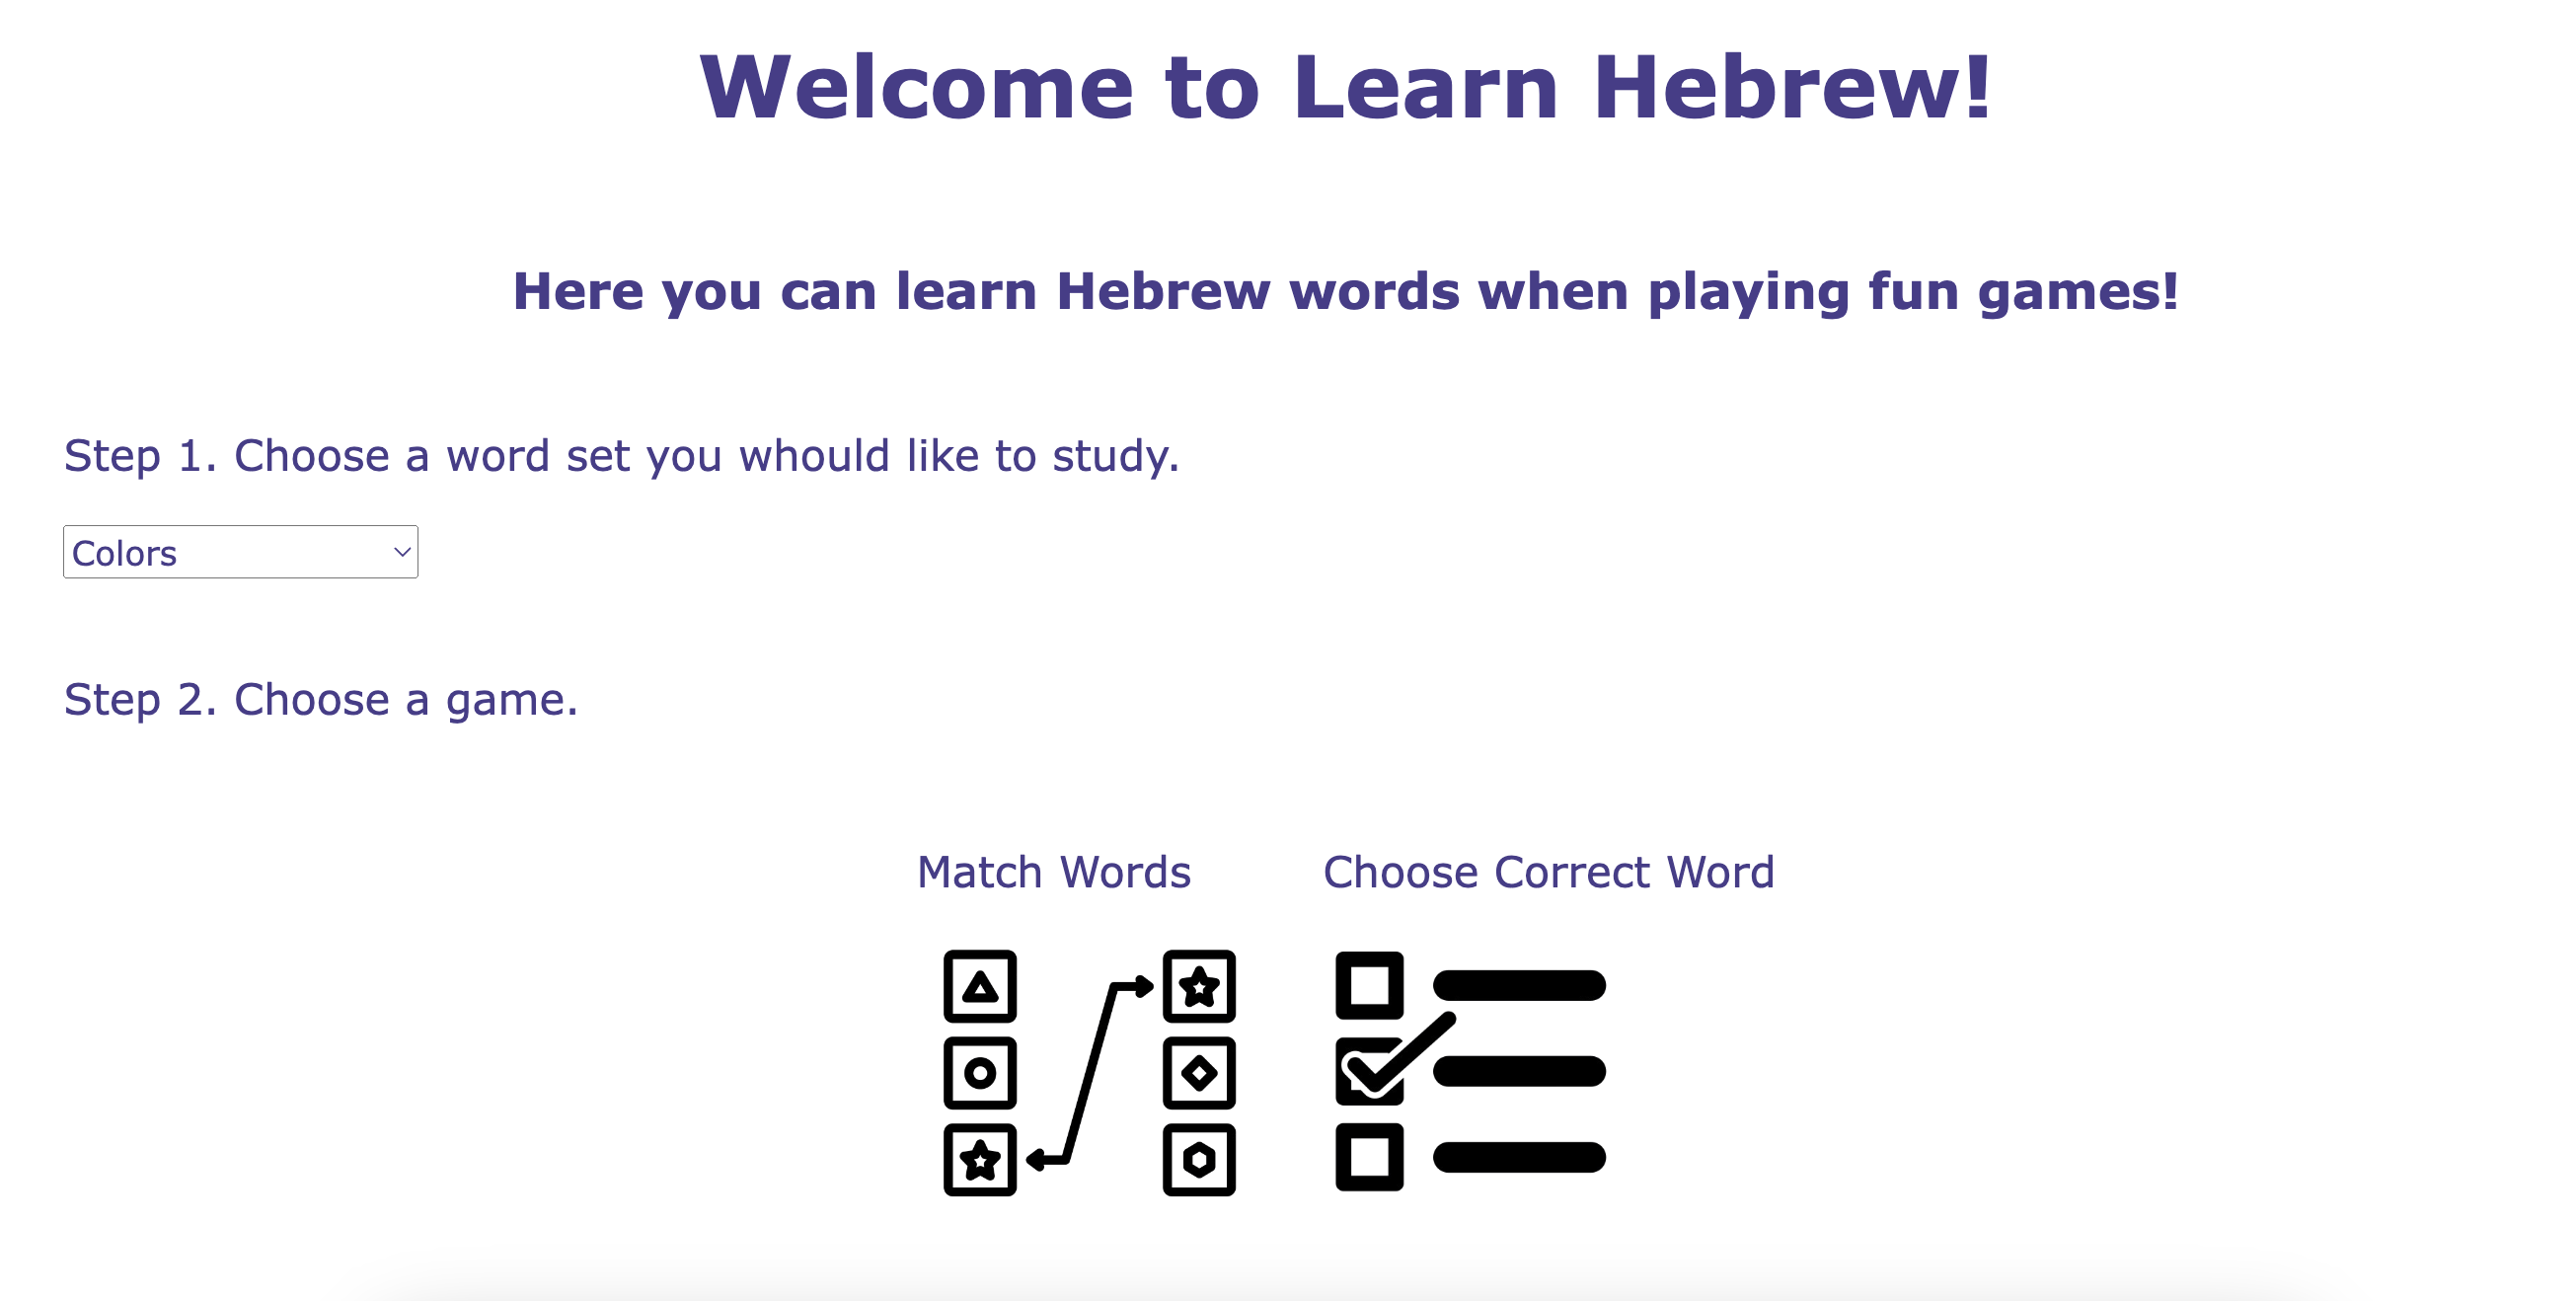 Welcome to Learn Hebrew!
Here you can learn Hebrew words when playing fun games!
Step 1. Choose a word set you whould like to study.
Colors
Step 2. Choose a game.
Match Words
Choose Correct Word